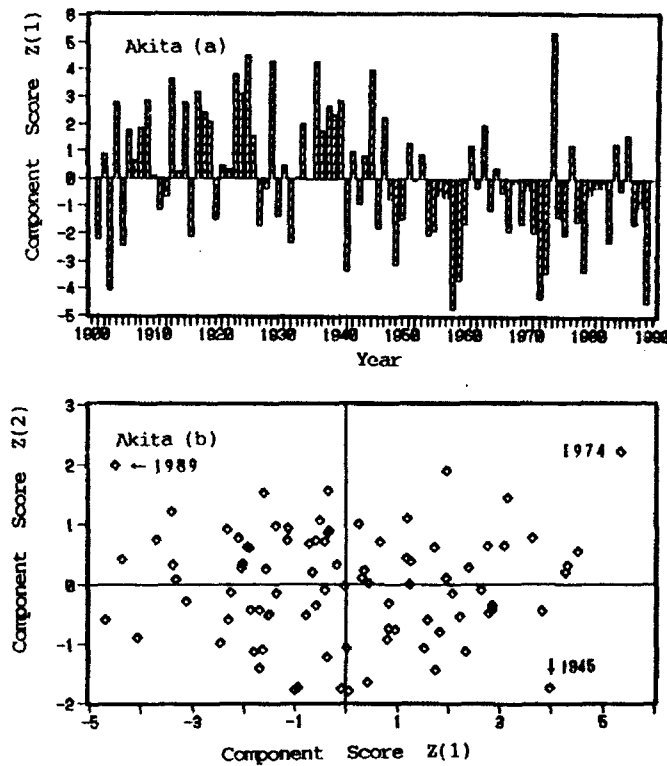 Component Score Z(1)
6
5
4
3
2
1
0
-1
-2
-3
-4
-5
Akita (a)
1900 1910 1920 1930 1940 1950 1960 1970 1980 1990
Year
Component Score Z(2)
3
2
1
0
-1
-2
Akita (b)
← 1989
1974
↓ 1945
-5 -3 -1 1 3 5
Component Score Z(1)